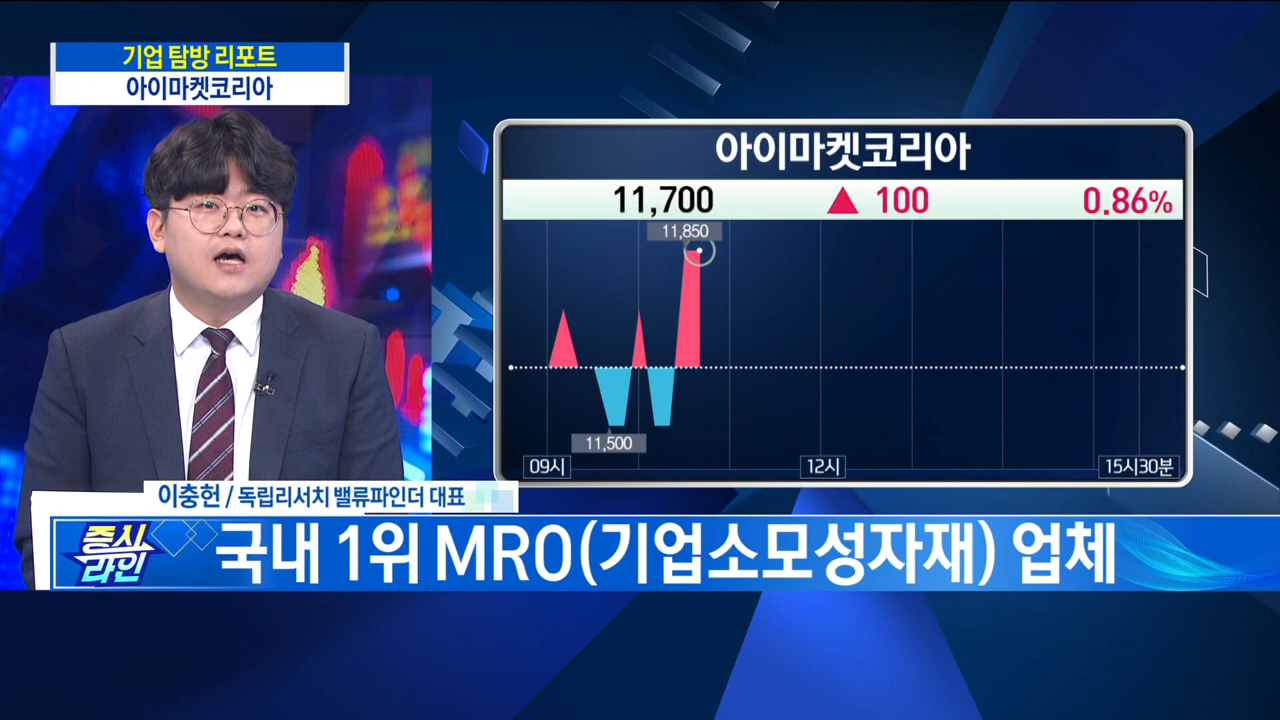 기업 탐방 리포트
아이마켓코리아
아이마켓코리아
11,700 ▲ 100 0.86%
11,850
11,500
09시 12시 15시30분
이충헌 / 독립리서치 밸류파인더 대표
증시
라인
국내 1위 MRO(기업소모성자재) 업체